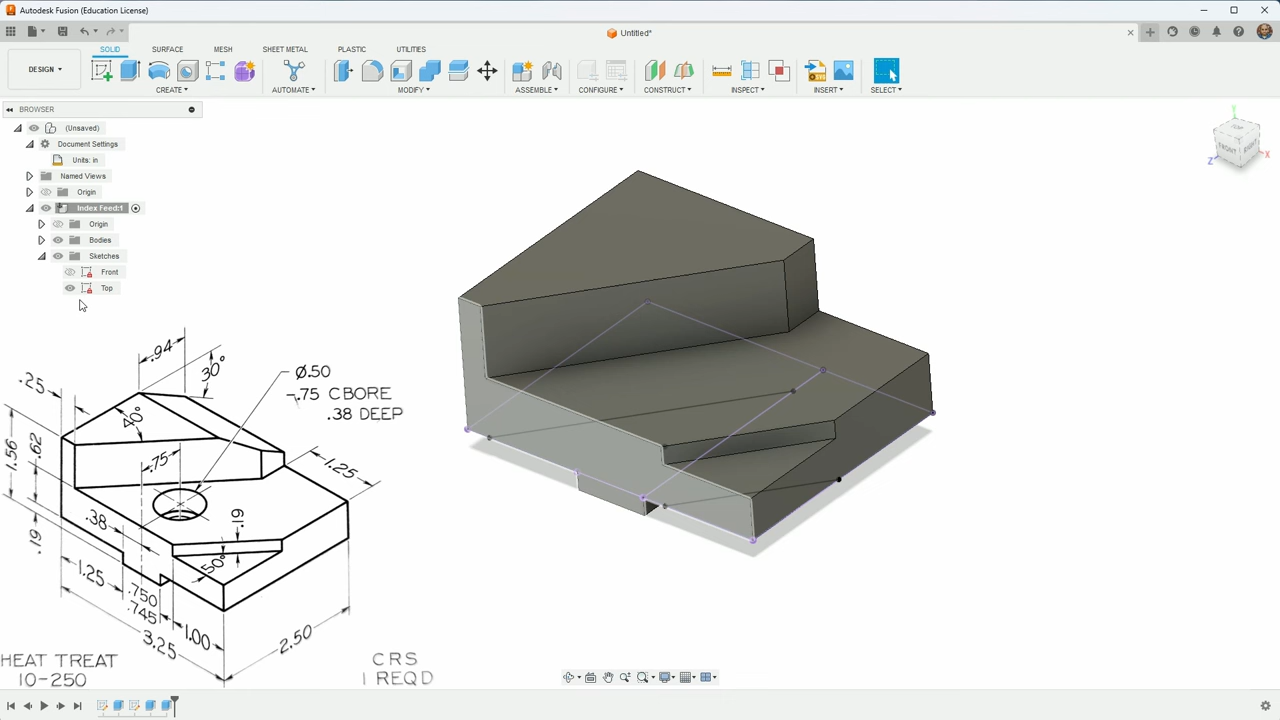 Autodesk Fusion (Education License)
Untitled*
DESIGN
SOLID SURFACE MESH SHEET METAL PLASTIC UTILITIES
CREATE AUTOMATE MODIFY ASSEMBLE CONFIGURE CONSTRUCT INSPECT INSERT SELECT
BROWSER
(Unsaved)
Document Settings
Units: in
Named Views
Origin
Index Feed:1
Origin
Bodies
Sketches
Front
Top
TOP
FRONT
RIGHT
Y
X
Z
.94
30°
.25
40°
Ø.50
.75 CBORE
.38 DEEP
1.56
.62
.75
1.25
.38
.19
.19
50°
1.25
.750
.745
1.00
3.25
2.50
HEAT TREAT
10-250
CRS
1 REQD